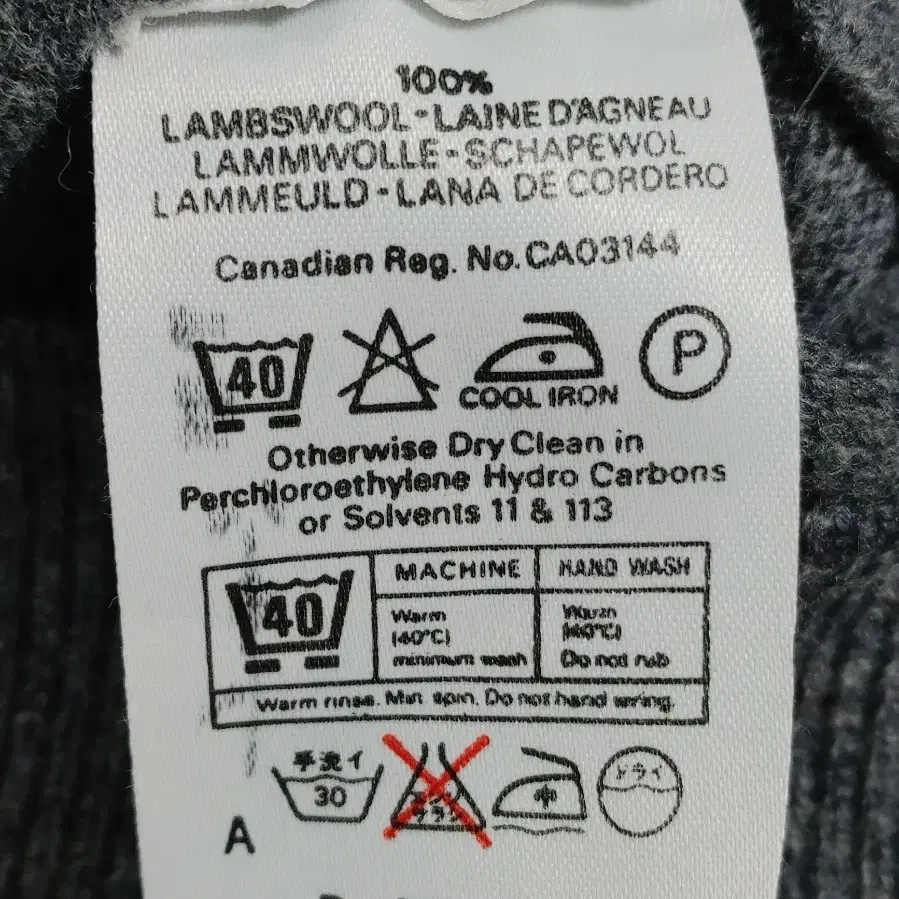 100%
LAMBSWOOL-LAINE D'AGNEAU
LAMMWOLLE-SCHAPEWOL
LAMMEULD-LANA DE CORDERO
Canadian Reg. No. CA03144
40
P
COOL IRON
Otherwise Dry Clean in
Perchloroethylene Hydro Carbons
or Solvents 11 & 113
40
MACHINE
Warm
(40°C)
minimum wash
HAND WASH
Warm
(40°C)
Do not rub
Warm rinse. Min. spin. Do not hand wring.
手洗イ
30
中
ドライ
A